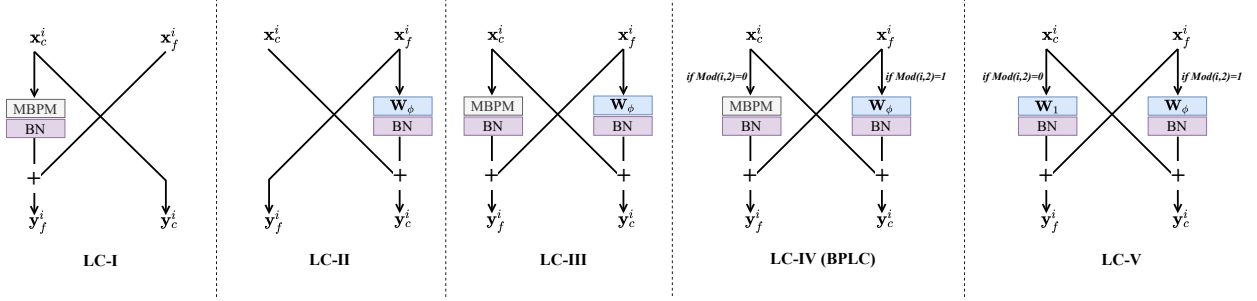 x_c^i x_f^i
MBPM
BN
+
y_f^i y_c^i
LC-I
x_c^i x_f^i
W_ϕ
BN
+
y_f^i y_c^i
LC-II
x_c^i x_f^i
MBPM W_ϕ
BN BN
+ +
y_f^i y_c^i
LC-III
x_c^i x_f^i
if Mod(i,2)=0 if Mod(i,2)=1
MBPM W_ϕ
BN BN
+ +
y_f^i y_c^i
LC-IV (BPLC)
x_c^i x_f^i
if Mod(i,2)=0 if Mod(i,2)=1
W_1 W_ϕ
BN BN
+ +
y_f^i y_c^i
LC-V